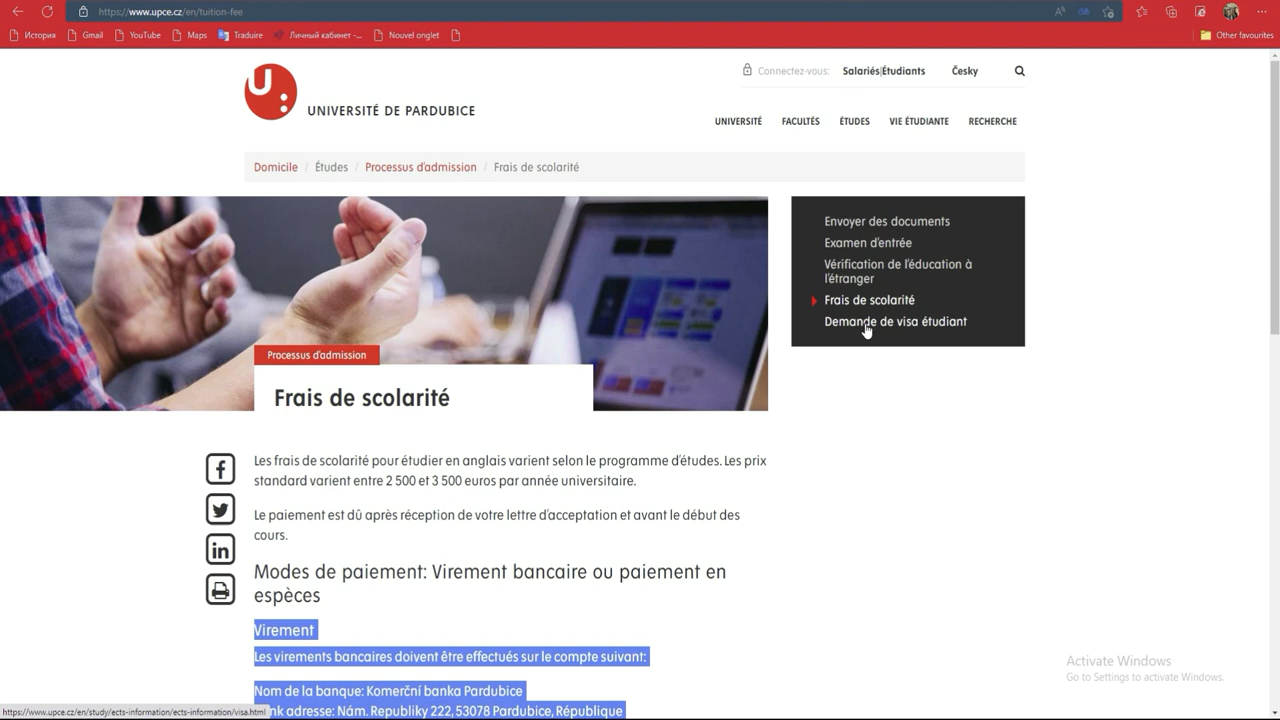 https://www.upce.cz/en/tuition-fee
История
Gmail
YouTube
Maps
Traduire
Личный кабинет -...
Nouvel onglet
Other favourites
Connectez-vous:
Salariés|Étudiants
Česky
UNIVERSITÉ DE PARDUBICE
UNIVERSITÉ
FACULTÉS
ÉTUDES
VIE ÉTUDIANTE
RECHERCHE
Domicile / Études / Processus d'admission / Frais de scolarité
Envoyer des documents
Examen d'entrée
Vérification de l'éducation à
l'étranger
Frais de scolarité
Demande de visa étudiant
Processus d'admission
Frais de scolarité
Les frais de scolarité pour étudier en anglais varient selon le programme d'études. Les prix
standard varient entre 2 500 et 3 500 euros par année universitaire.
Le paiement est dû après réception de votre lettre d'acceptation et avant le début des
cours.
Modes de paiement: Virement bancaire ou paiement en
espèces
Virement
Les virements bancaires doivent être effectués sur le compte suivant:
Nom de la banque: Komerční banka Pardubice
nk adresse: Nám. Republiky 222, 53078 Pardubice, République
https://www.upce.cz/en/study/ects-information/ects-information/visa.html
Activate Windows
Go to Settings to activate Windows.